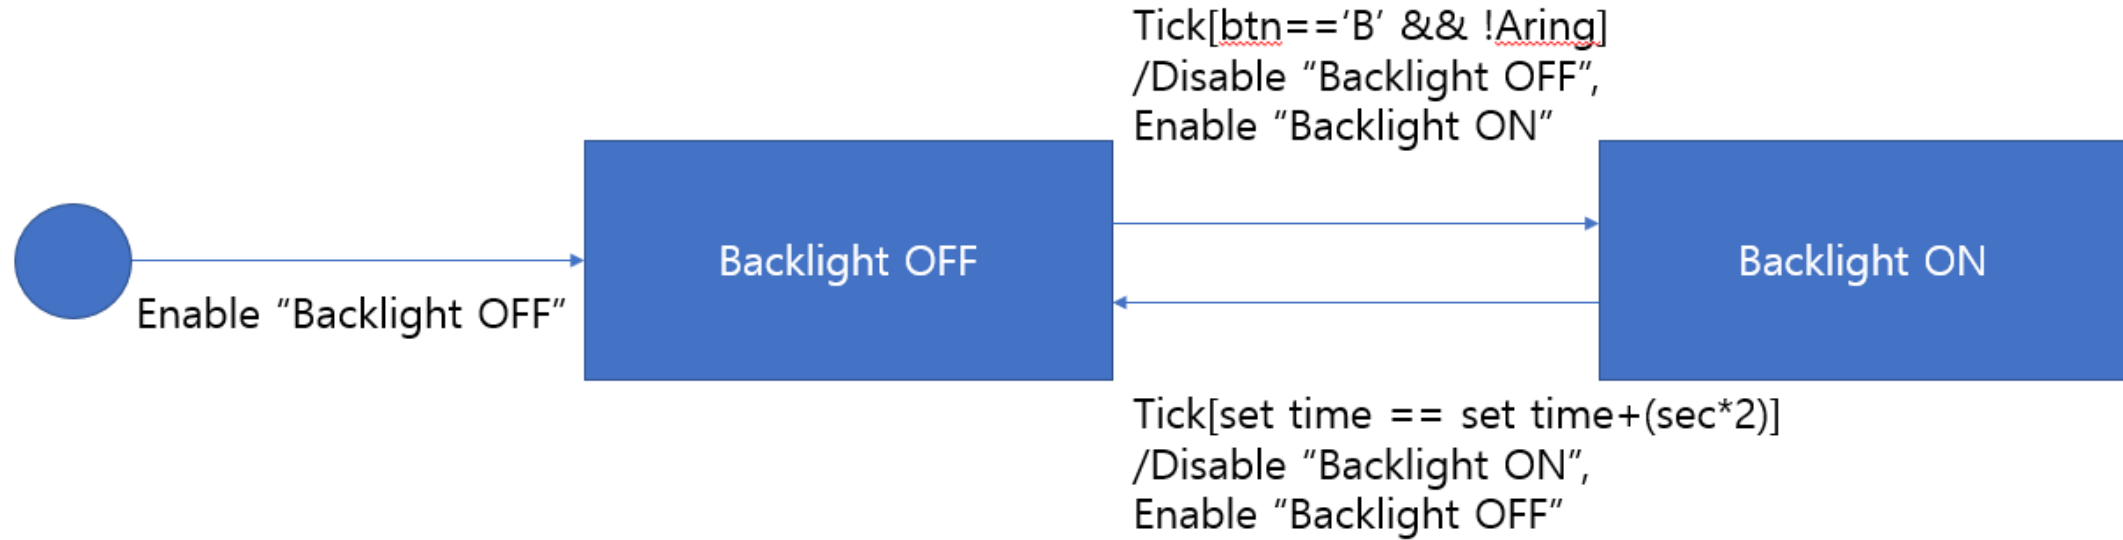 Tick[btn==‘B’ && !Aring]
/Disable “Backlight OFF”,
Enable “Backlight ON”
Backlight OFF
Backlight ON
Enable “Backlight OFF”
Tick[set time == set time+(sec*2)]
/Disable “Backlight ON”,
Enable “Backlight OFF”